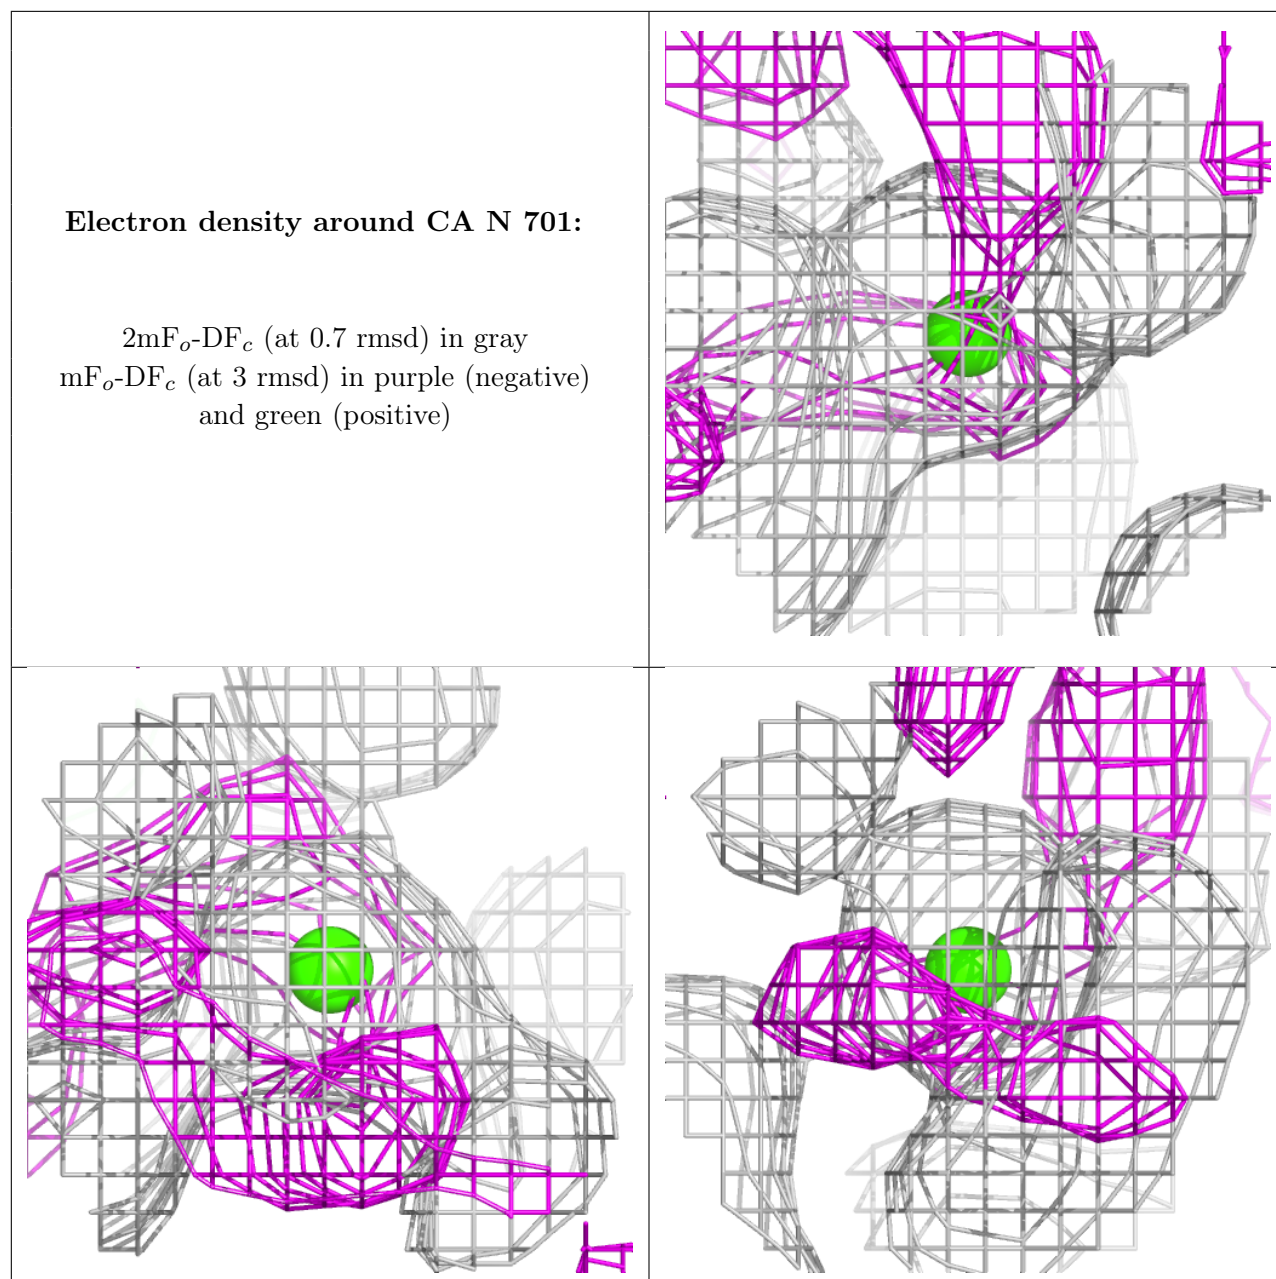 Electron density around CA N 701:
2mFo-DFc (at 0.7 rmsd) in gray
mFo-DFc (at 3 rmsd) in purple (negative)
and green (positive)